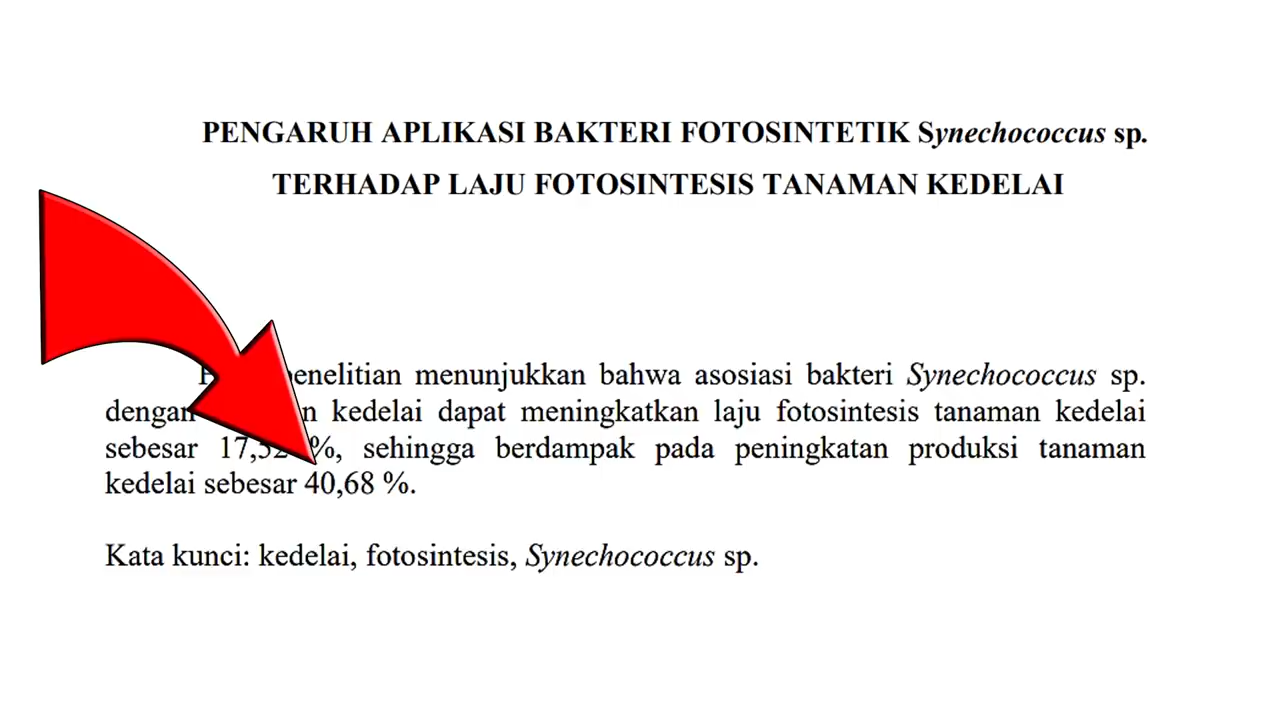 PENGARUH APLIKASI BAKTERI FOTOSINTETIK Synechococcus sp.
TERHADAP LAJU FOTOSINTESIS TANAMAN KEDELAI
menunjukkan bahwa asosiasi bakteri Synechococcus sp.
dengan kedelai dapat meningkatkan laju fotosintesis tanaman kedelai
sebesar %, sehingga berdampak pada peningkatan produksi tanaman
kedelai sebesar 40,68 %.
Kata kunci: kedelai, fotosintesis, Synechococcus sp.